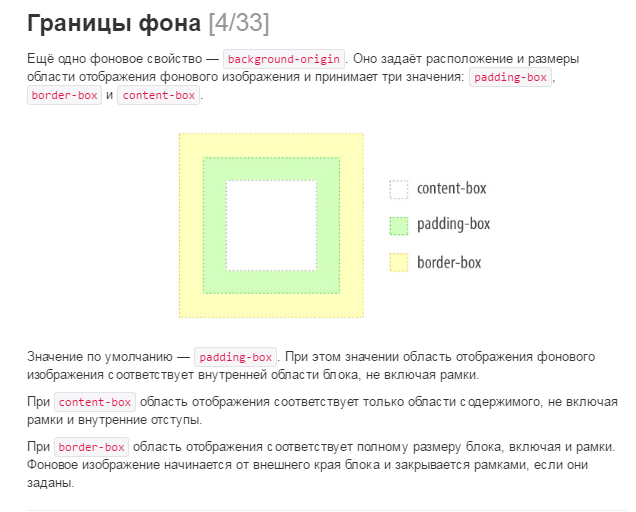 Границы фона [4/33]
Ещё одно фоновое свойство — background-origin. Оно задаёт расположение и размеры
области отображения фонового изображения и принимает три значения: padding-box,
border-box и content-box.
content-box
padding-box
border-box
Значение по умолчанию — padding-box. При этом значении область отображения фонового
изображения соответствует внутренней области блока, не включая рамки.
При content-box область отображения соответствует только области содержимого, не включая
рамки и внутренние отступы.
При border-box область отображения соответствует полному размеру блока, включая и рамки.
Фоновое изображение начинается от внешнего края блока и закрывается рамками, если они
заданы.